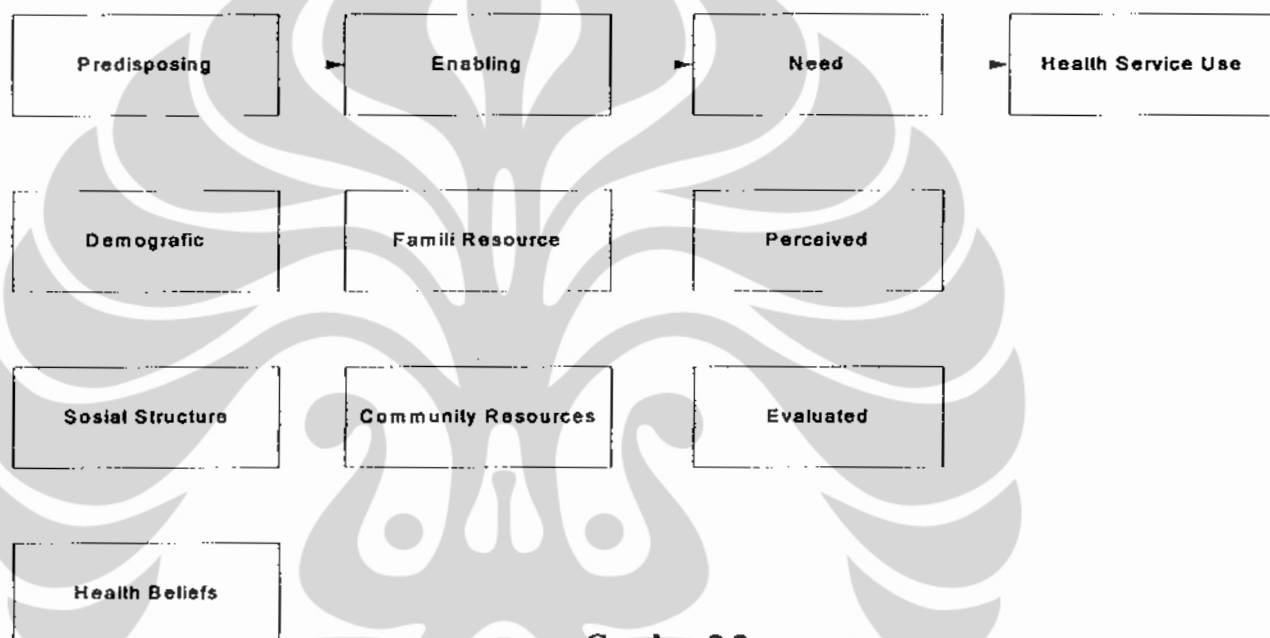 Predisposing Enabling Need Health Service Use
Demografic Famili Resource Perceived
Sosial Structure Community Resources Evaluated
Health Beliefs